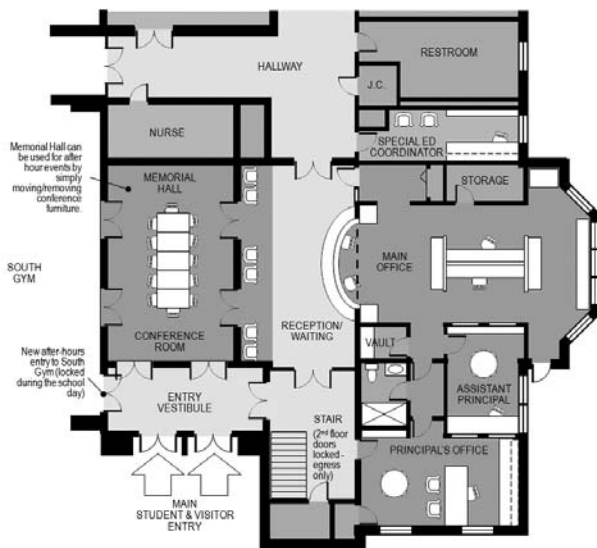 RESTROOM
HALLWAY
J.C.
NURSE
SPECIAL ED
COORDINATOR
Memorial Hall can
be used for after
hour events by
simply
moving/removing
conference
furniture.
MEMORIAL
HALL
STORAGE
SOUTH
GYM
MAIN
OFFICE
CONFERENCE
ROOM
RECEPTION/
WAITING
VAULT
New after-hours
entry to South
Gym (locked
during the school
day)
ENTRY
VESTIBULE
ASSISTANT
PRINCIPAL
STAIR
(2nd floor
doors
locked -
egress
only)
PRINCIPAL'S OFFICE
MAIN
STUDENT & VISITOR
ENTRY